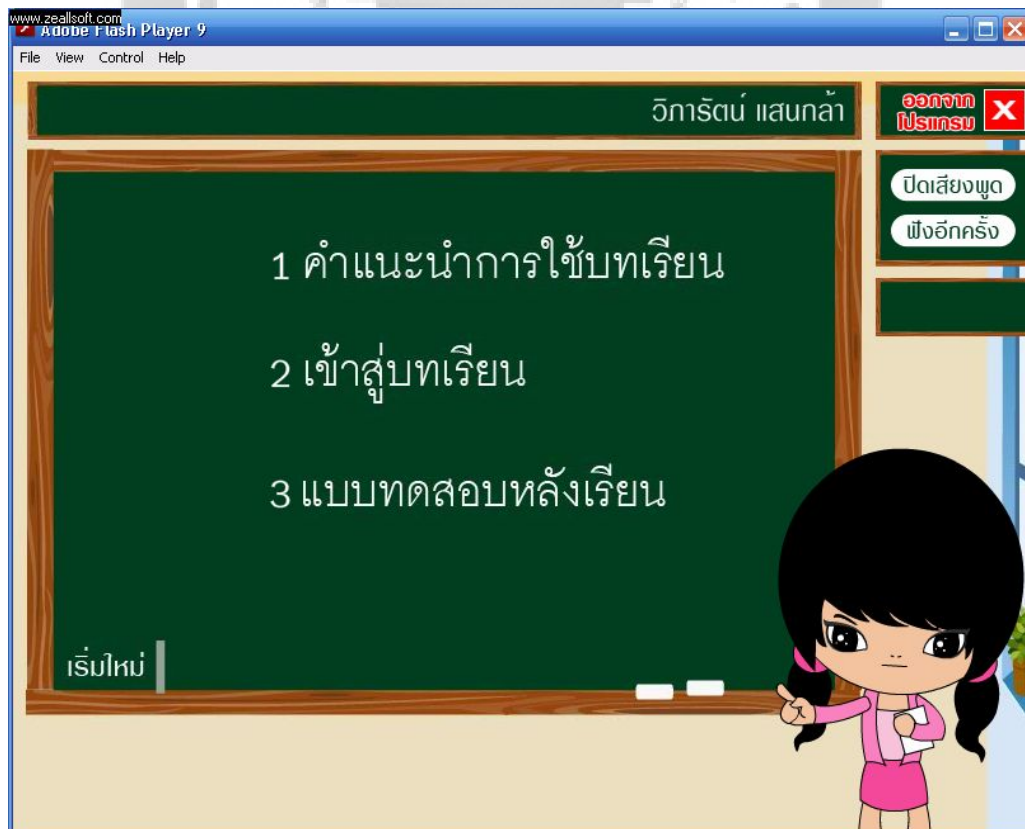 www.zeallsoft.com
Adobe Flash Player 9
File View Control Help
วิภารัตน์ แสนกล้า
ออกจาก
โปรแกรม
X
ปิดเสียงพูด
ฟังอีกครั้ง
1 คำแนะนำการใช้บทเรียน
2 เข้าสู่บทเรียน
3 แบบทดสอบหลังเรียน
เริ่มใหม่